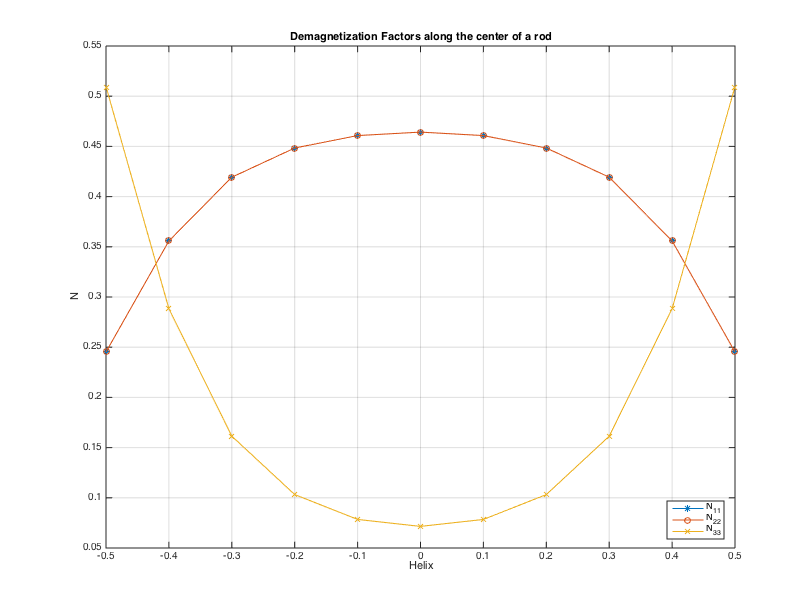 Demagnetization Factors along the center of a rod
0.55
0.5
0.45
0.4
0.35
0.3
0.25
0.2
0.15
0.1
0.05
N
-0.5 -0.4 -0.3 -0.2 -0.1 0 0.1 0.2 0.3 0.4 0.5
Helix
N11
N22
N33